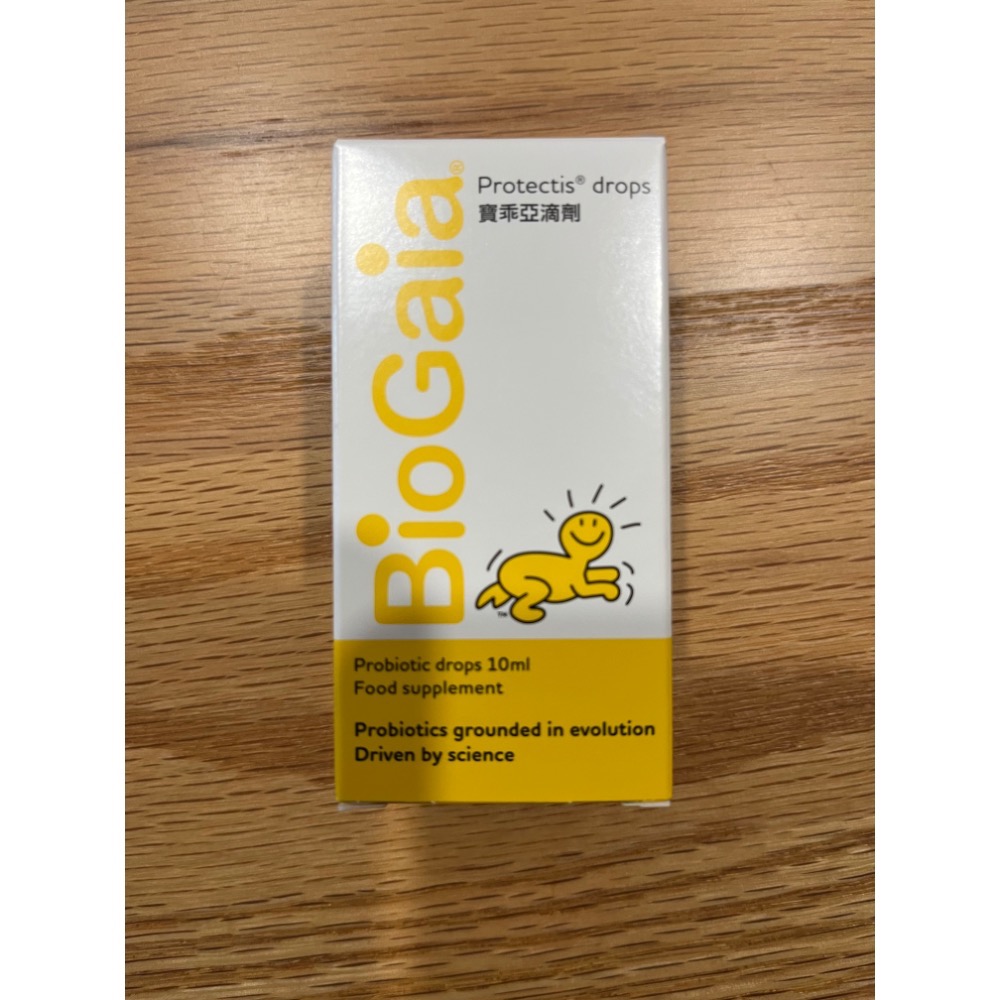 BioGaia®
Protectis® drops
寶乖亞滴劑
TM
Probiotic drops 10ml
Food supplement
Probiotics grounded in evolution
Driven by science